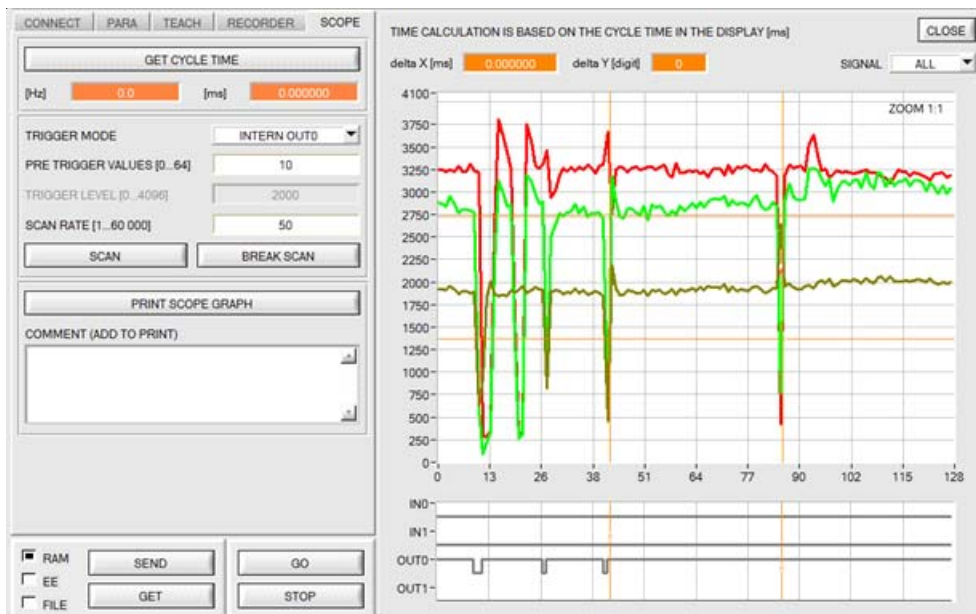 CONNECT PARA TEACH RECORDER SCOPE
GET CYCLE TIME
[Hz] 0.0 [ms] 0.000000
TRIGGER MODE INTERN OUT0
PRE TRIGGER VALUES [0...64] 10
TRIGGER LEVEL [0...4096] 2000
SCAN RATE [1...60 000] 50
SCAN BREAK SCAN
PRINT SCOPE GRAPH
COMMENT (ADD TO PRINT)
RAM SEND GO
EE
FILE GET STOP
TIME CALCULATION IS BASED ON THE CYCLE TIME IN THE DISPLAY [ms] CLOSE
delta X [ms] 0.000000 delta Y [digit] 0 SIGNAL ALL
ZOOM 1:1
4100
3750
3500
3250
3000
2750
2500
2250
2000
1750
1500
1250
1000
750
500
250
0
0 13 26 38 51 64 77 90 102 115 128
IN0
IN1
OUT0
OUT1